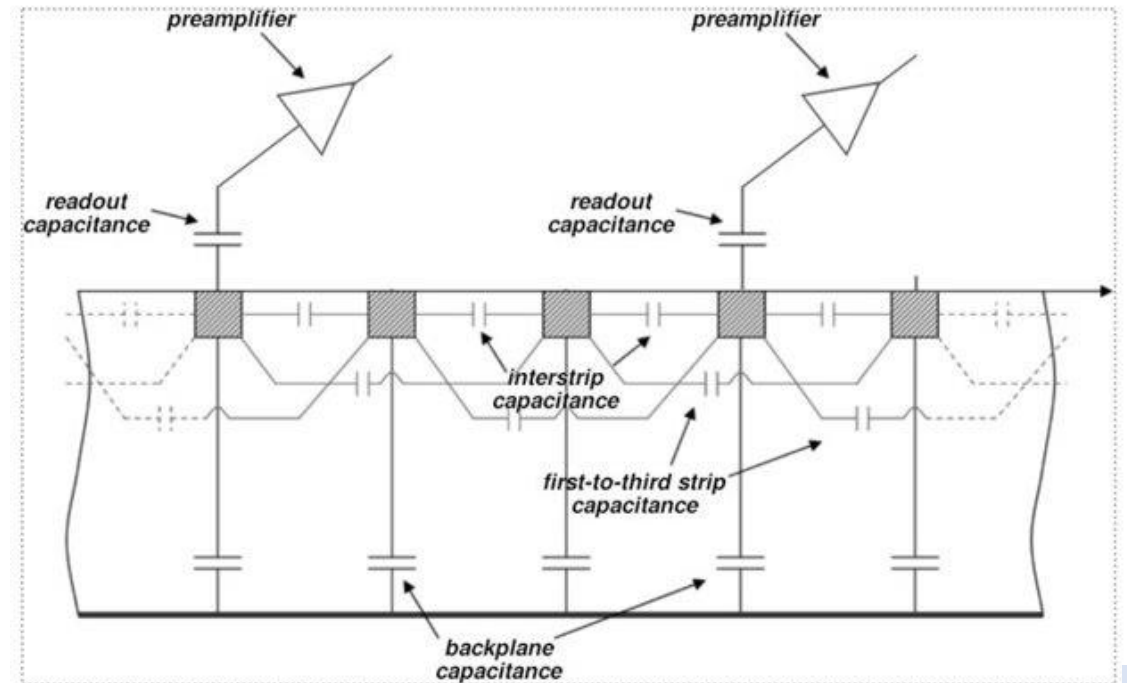 preamplifier
preamplifier
readout
capacitance
readout
capacitance
interstrip
capacitance
first-to-third strip
capacitance
backplane
capacitance